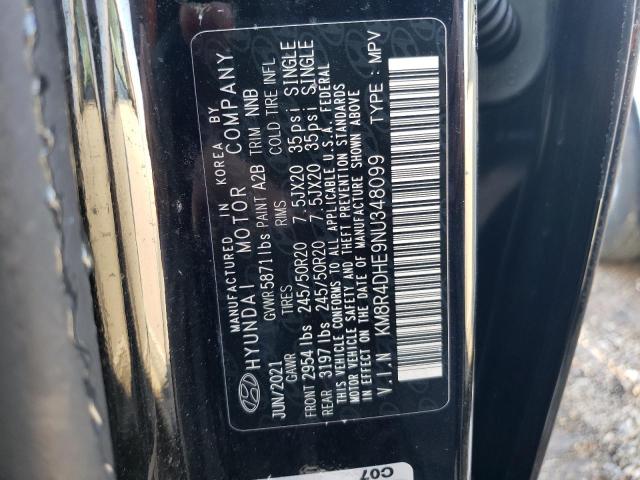 MANUFACTURED IN KOREA BY
HYUNDAI MOTOR COMPANY
JUN/2021 GVWR 5871 lbs PAINT A2B TRIM NNB
GAWR TIRES RIMS COLD TIRE INFL
FRONT 2954 lbs 245/50R20 7.5JX20 35psi SINGLE
REAR 3197 lbs 245/50R20 7.5JX20 35psi SINGLE
THIS VEHICLE CONFORMS TO ALL APPLICABLE U.S.A. FEDERAL
MOTOR VEHICLE SAFETY AND THEFT PREVENTION STANDARDS
IN EFFECT ON THE DATE OF MANUFACTURE SHOWN ABOVE
V.I.N KM8R4DHE9NU348099 TYPE : MPV
C07